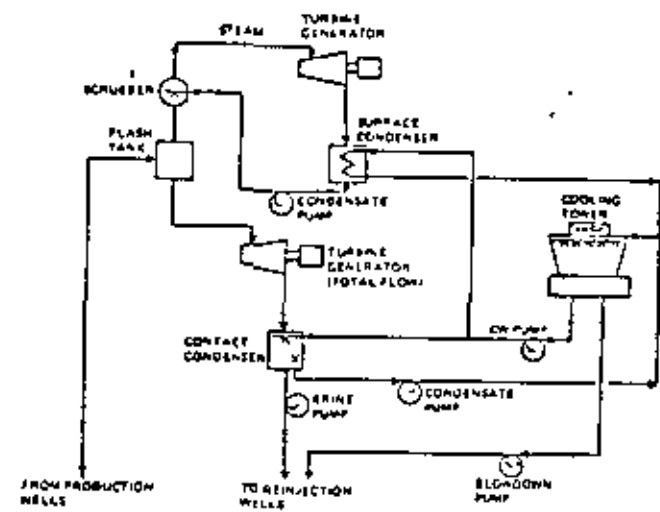 TURBINE
GENERATOR
STEAM
SCRUBBER
FLASH
TANK
SURFACE
CONDENSER
CONDENSATE
PUMP
COOLING
TOWER
TURBINE
GENERATOR
(TOTAL FLOW)
CONTACT
CONDENSER
CW PUMP
CONDENSATE
PUMP
BRINE
PUMP
FROM PRODUCTION
WELLS
TO REINJECTION
WELLS
BLOWDOWN
PUMP